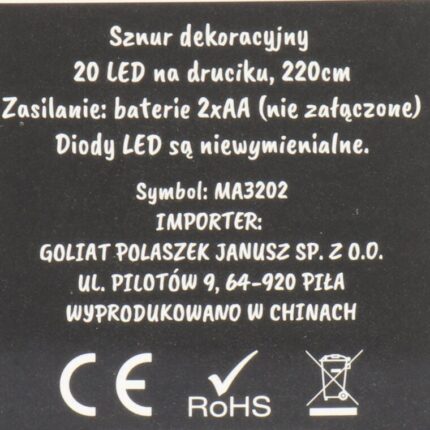 Sznur dekoracyjny
20 LED na druciku, 220cm
Zasilanie: baterie 2xAA (nie załączone)
Diody LED są niewymienialne.
Symbol: MA3202
IMPORTER:
GOLIAT POLASZEK JANUSZ SP. Z O.O.
UL. PILOTÓW 9, 64-920 PIŁA
WYPRODUKOWANO W CHINACH
CE
RoHS